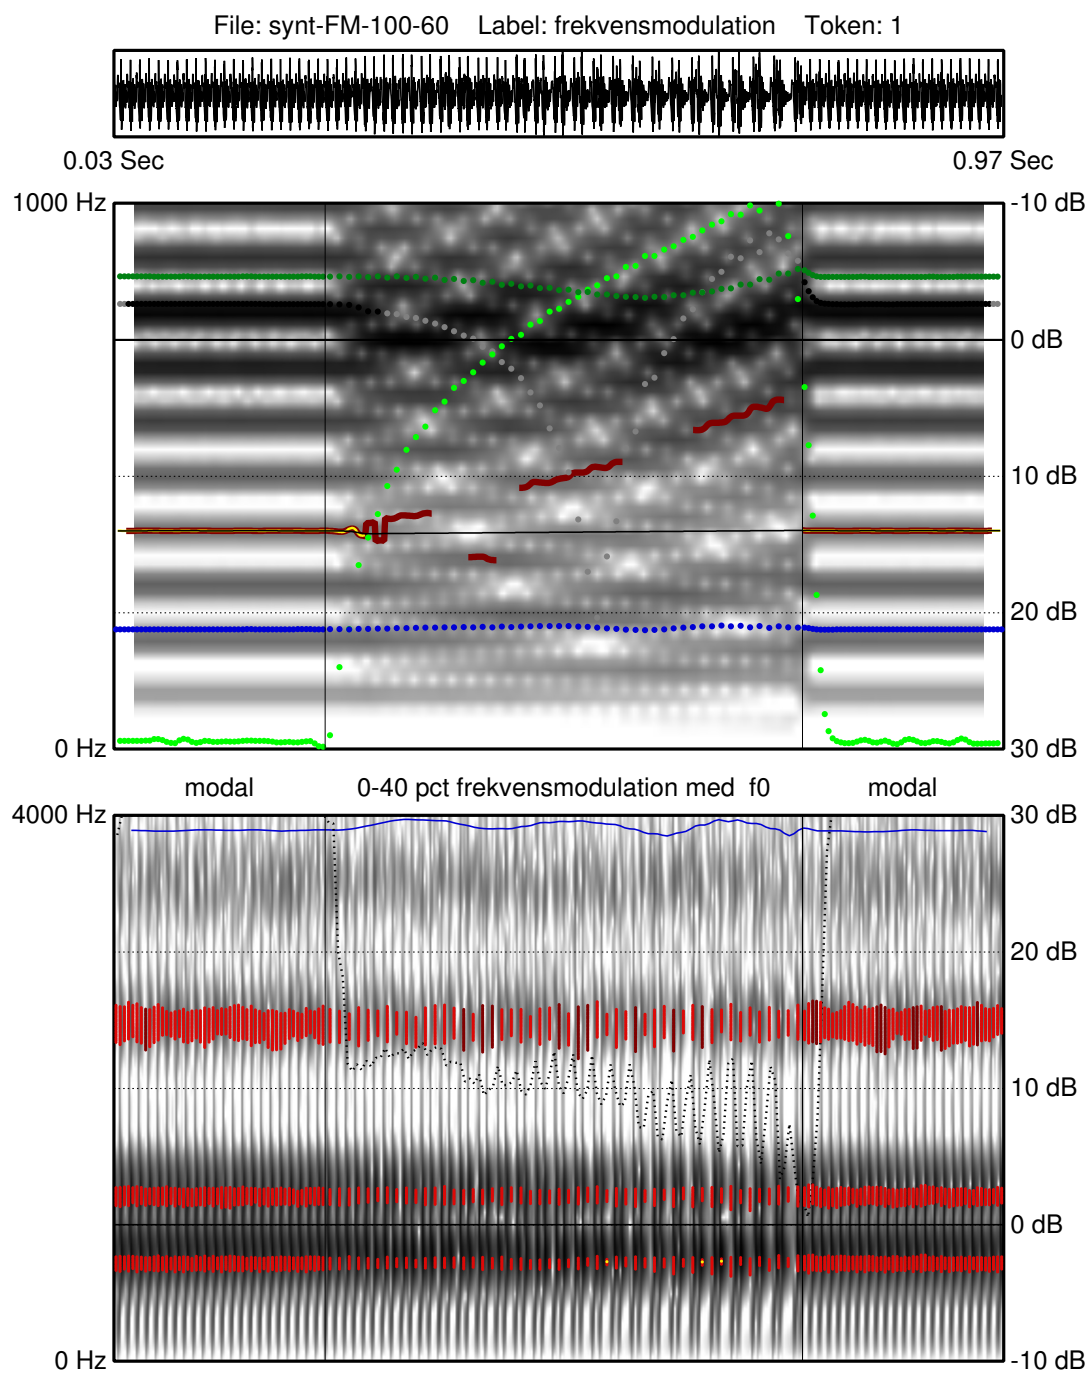 File: synt-FM-100-60 Label: frekvensmodulation Token: 1
0.03 Sec 0.97 Sec
1000 Hz -10 dB
0 dB
10 dB
20 dB
0 Hz 30 dB
modal 0-40 pct frekvensmodulation med f0 modal
4000 Hz 30 dB
20 dB
10 dB
0 dB
0 Hz -10 dB